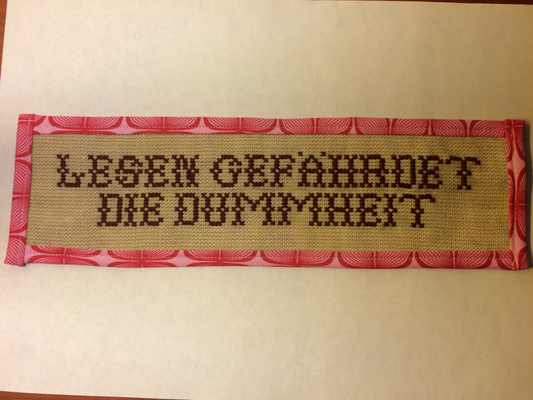 LESEN GEFÄHRDET
DIE DUMMHEIT